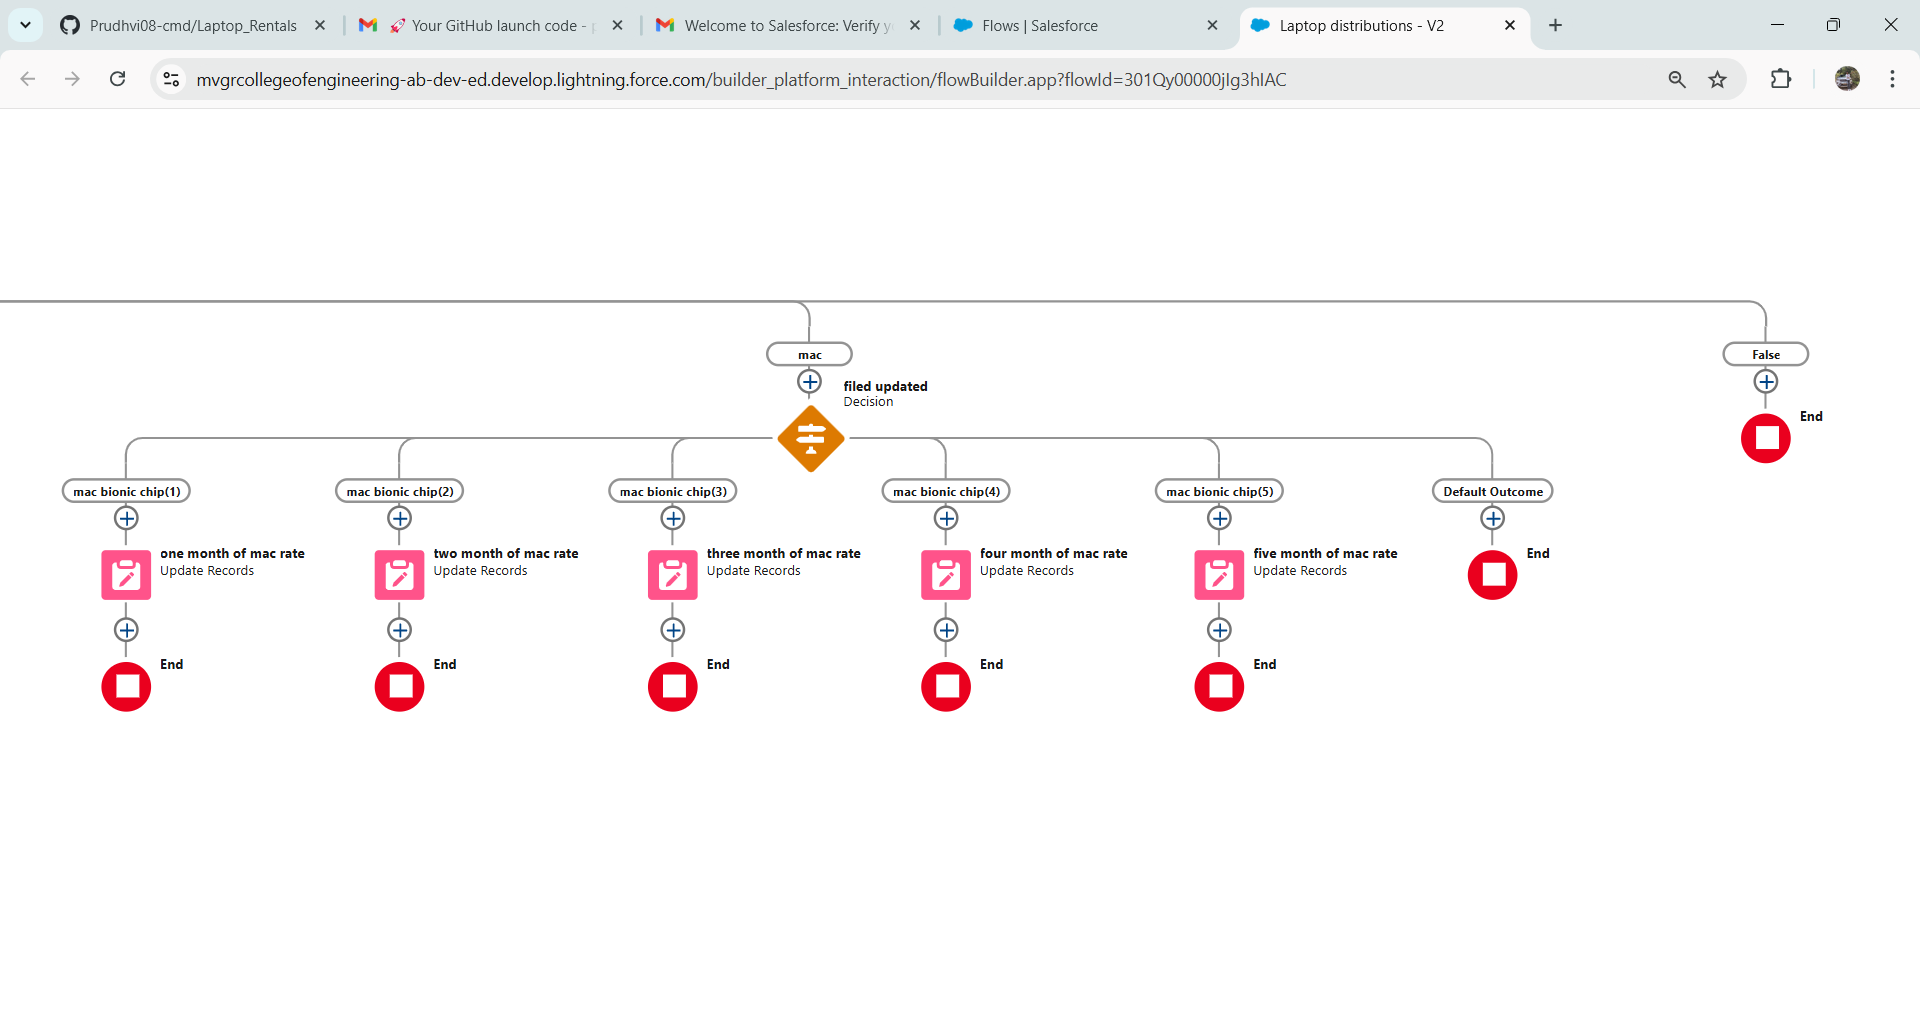 Prudhvi08-cmd/Laptop_Rentals
Your GitHub launch code -
Welcome to Salesforce: Verify y
Flows | Salesforce
Laptop distributions - V2
mvgrcollegeofengineering-ab-dev-ed.develop.lightning.force.com/builder_platform_interaction/flowBuilder.app?flowId=301Qy00000jIg3hIAC
mac
False
filed updated
Decision
End
mac bionic chip(1)
mac bionic chip(2)
mac bionic chip(3)
mac bionic chip(4)
mac bionic chip(5)
Default Outcome
one month of mac rate
Update Records
two month of mac rate
Update Records
three month of mac rate
Update Records
four month of mac rate
Update Records
five month of mac rate
Update Records
End
End
End
End
End
End